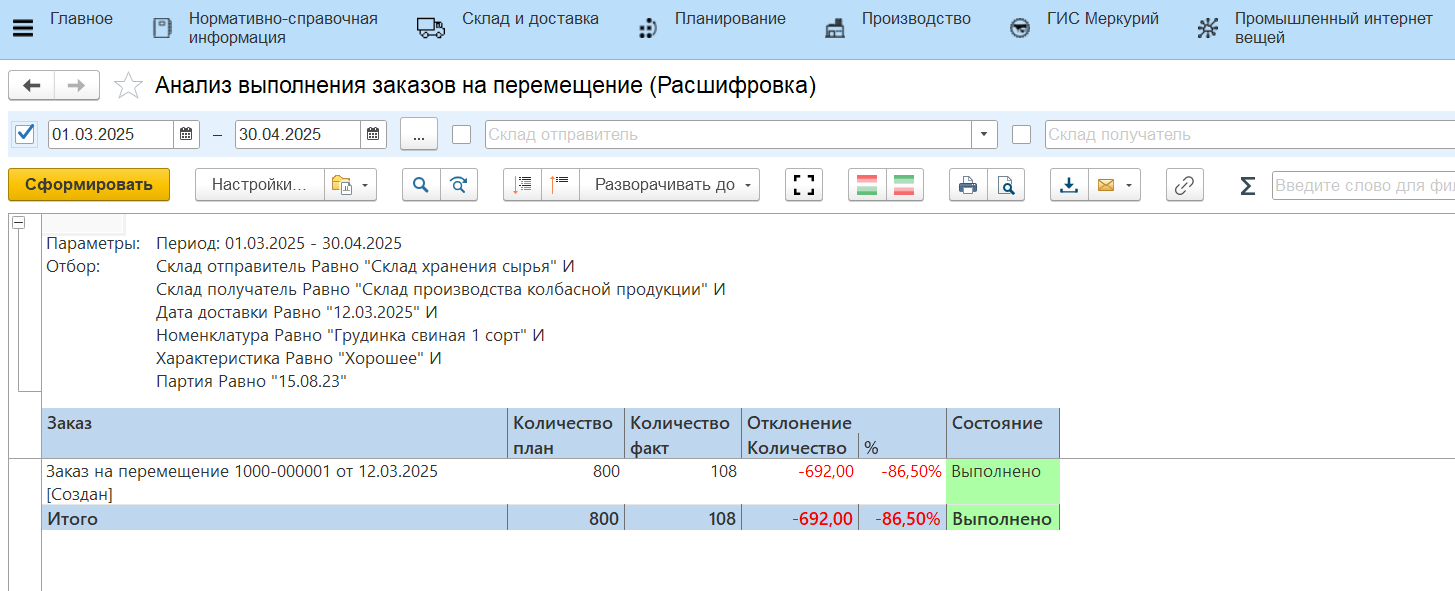 Главное
Нормативно-справочная
информация
Склад и доставка
Планирование
Производство
ГИС Меркурий
Промышленный интернет
вещей
Анализ выполнения заказов на перемещение (Расшифровка)
01.03.2025 – 30.04.2025 ... Склад отправитель Склад получатель
Сформировать Настройки... Разворачивать до Σ Введите слово для
Параметры: Период: 01.03.2025 - 30.04.2025
Отбор: Склад отправитель Равно "Склад хранения сырья" И
Склад получатель Равно "Склад производства колбасной продукции" И
Дата доставки Равно "12.03.2025" И
Номенклатура Равно "Грудинка свиная 1 сорт" И
Характеристика Равно "Хорошее" И
Партия Равно "15.08.23"
Заказ Количество Количество Отклонение Состояние
план факт Количество %
Заказ на перемещение 1000-000001 от 12.03.2025 800 108 -692,00 -86,50% Выполнено
[Создан]
Итого 800 108 -692,00 -86,50% Выполнено